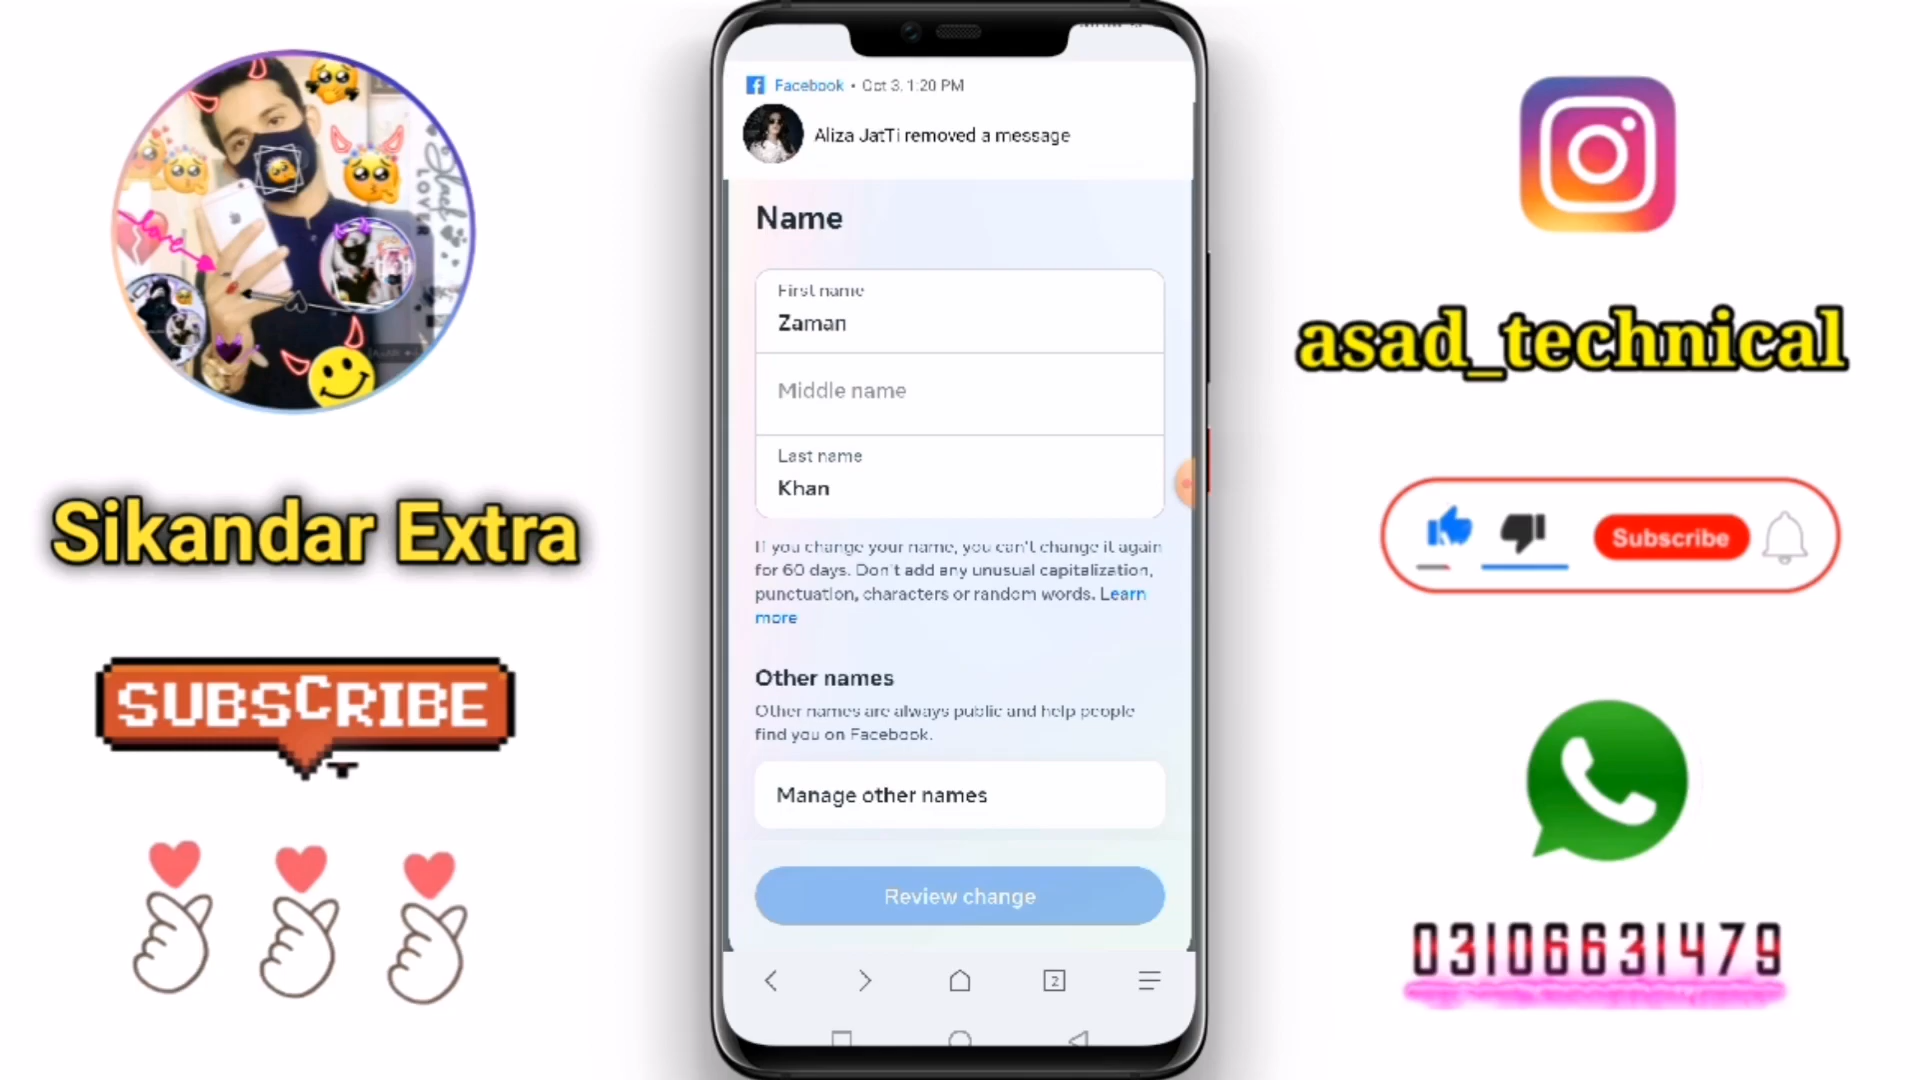 Facebook • Oct 3, 1:20 PM
Aliza JatTi removed a message
Name
First name
Zaman
Middle name
Last name
Khan
If you change your name, you can't change it again
for 60 days. Don't add any unusual capitalization,
punctuation, characters or random words. Learn
more
Other names
Other names are always public and help people
find you on Facebook.
Manage other names
Review change
2
love
LOVER
Sikandar Extra
SUBSCRIBE
asad_technical
Subscribe
03106631479